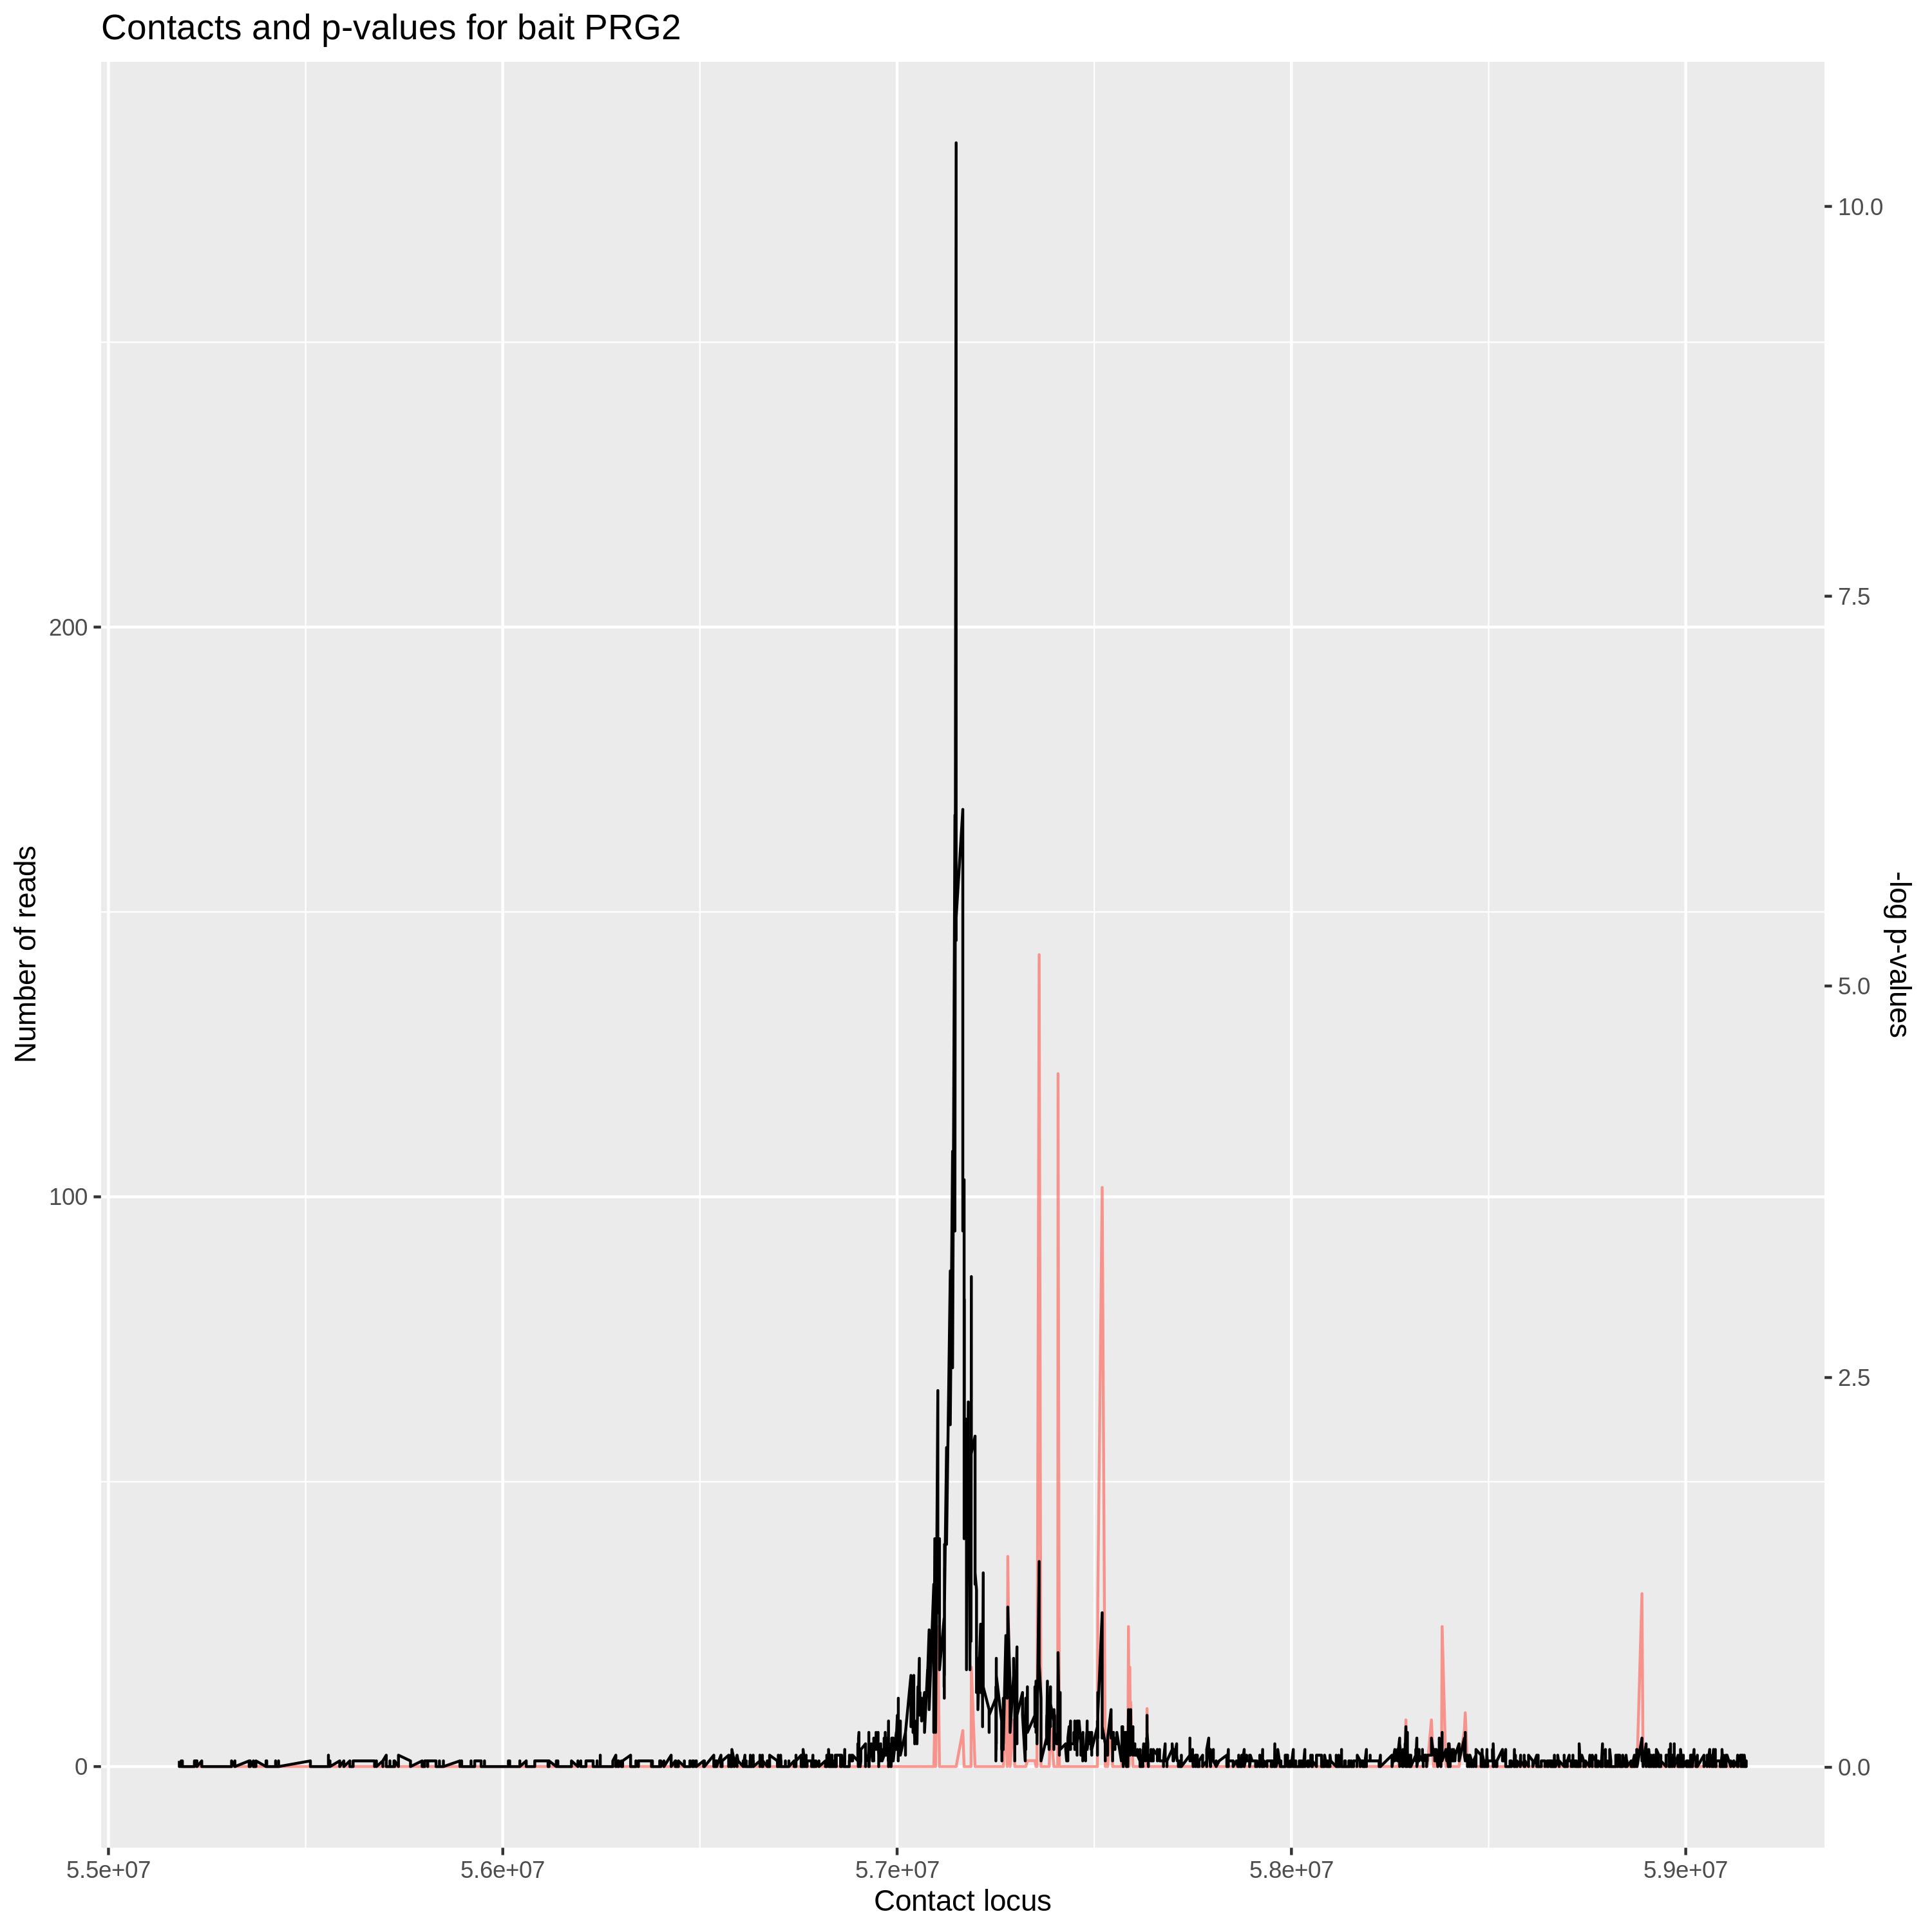 Contacts and p-values for bait PRG2
Number of reads
200
100
0
10.0
7.5
5.0
2.5
0.0
-log p-values
5.5e+07
5.6e+07
5.7e+07
5.8e+07
5.9e+07
Contact locus